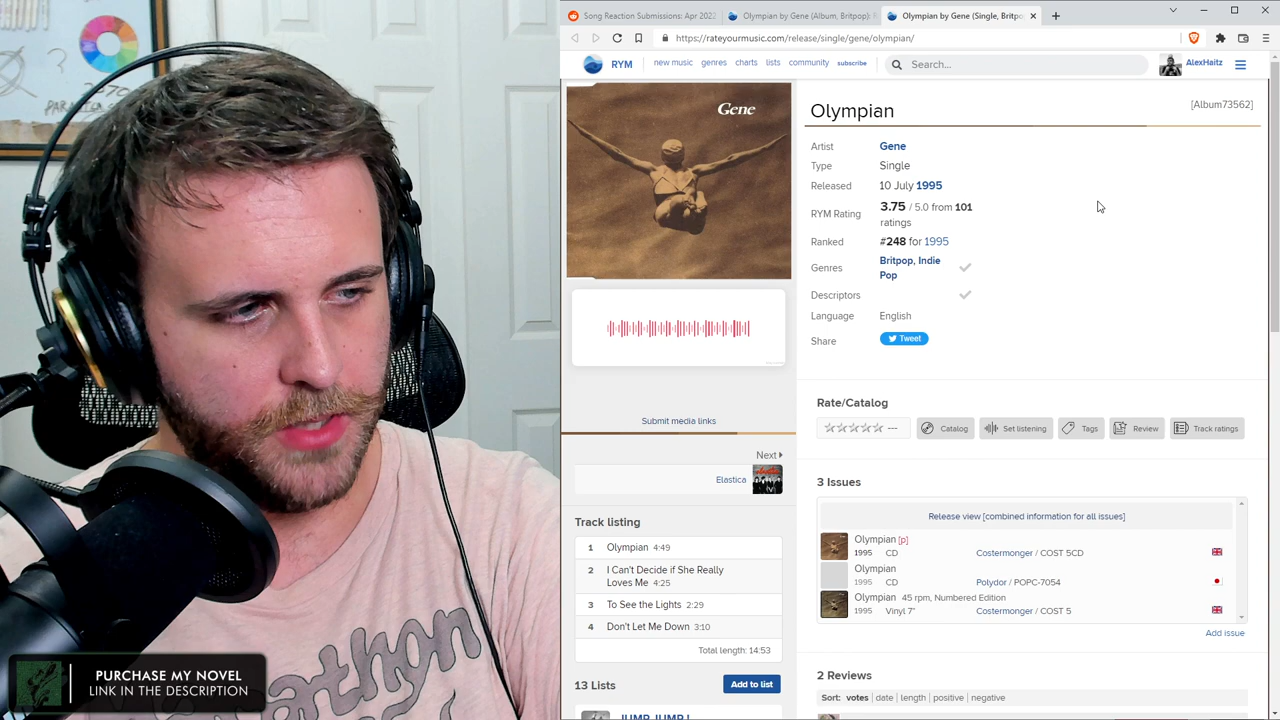 Song Reaction Submissions: Apr 202
Olympian by Gene (Album, Britpop):
Olympian by Gene (Single, Britpo
https://rateyourmusic.com/release/single/gene/olympian/
RYM
new music genres charts lists community subscribe
Search...
AlexHaitz
Gene
Olympian
[Album73562]
Artist Gene
Type Single
Released 10 July 1995
RYM Rating 3.75 / 5.0 from 101
ratings
Ranked #248 for 1995
Genres Britpop, Indie
Pop
Descriptors
Language English
Share Tweet
Submit media links
Next
Elastica
Rate/Catalog
--- Catalog Set listening Tags Review Track ratings
3 Issues
Release view [combined information for all issues]
Olympian [p]
1995 CD Costermonger / COST 5CD
Olympian
1995 CD Polydor / POPC-7054
Olympian 45 rpm, Numbered Edition
1995 Vinyl 7" Costermonger / COST 5
Add issue
2 Reviews
Sort: votes | date | length | positive | negative
Track listing
1 Olympian 4:49
2 I Can't Decide if She Really
Loves Me 4:25
3 To See the Lights 2:29
4 Don't Let Me Down 3:10
Total length: 14:53
13 Lists Add to list
JUMP, JUMP !
PURCHASE MY NOVEL
LINK IN THE DESCRIPTION